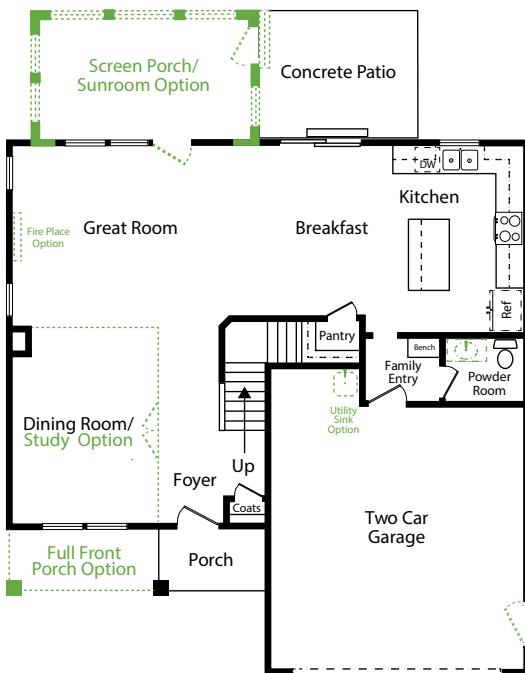 Screen Porch/
Sunroom Option
Concrete Patio
DW
Kitchen
Great Room
Breakfast
Fire Place
Option
Ref
Pantry
Bench
Family
Entry
Powder
Room
Dining Room/
Study Option
Utility
Sink
Option
Up
Foyer
Coats
Two Car
Garage
Full Front
Porch Option
Porch